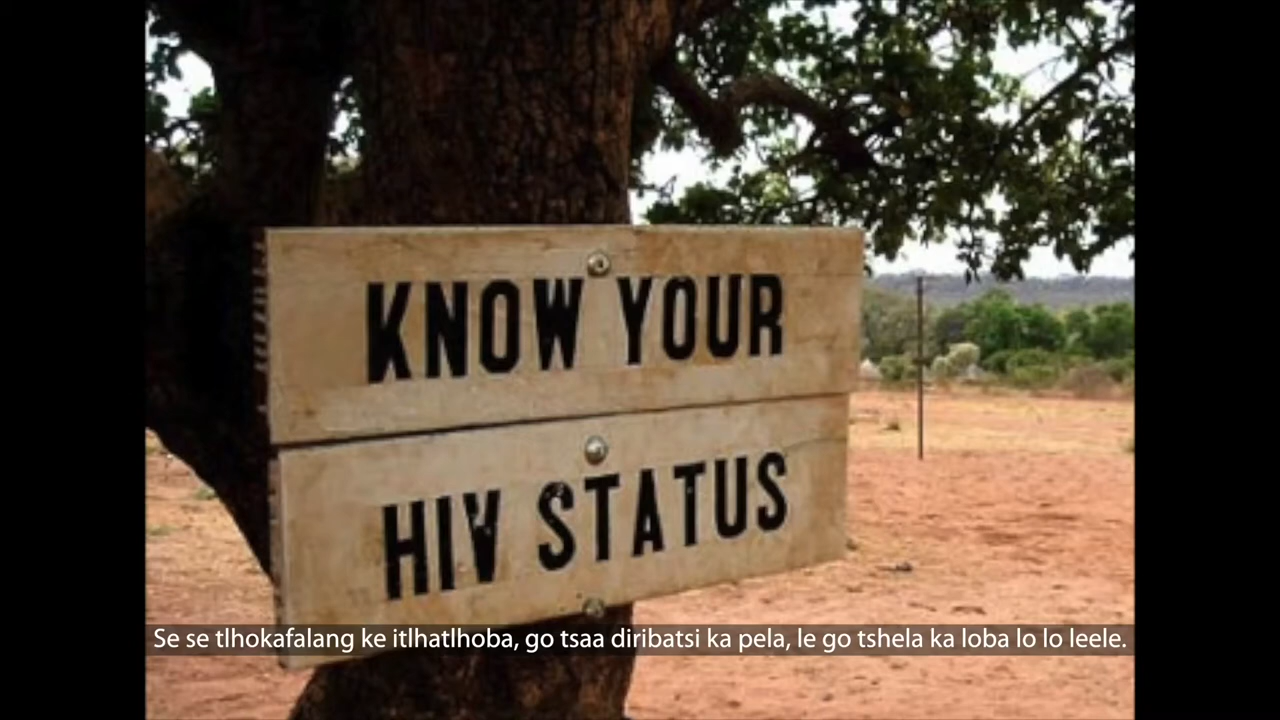 KNOW YOUR
HIV STATUS
Se se tlhokafalang ke itlhatlhoba, go tsaa diribatsi ka pela, le go tshela ka loba lo lo leele.